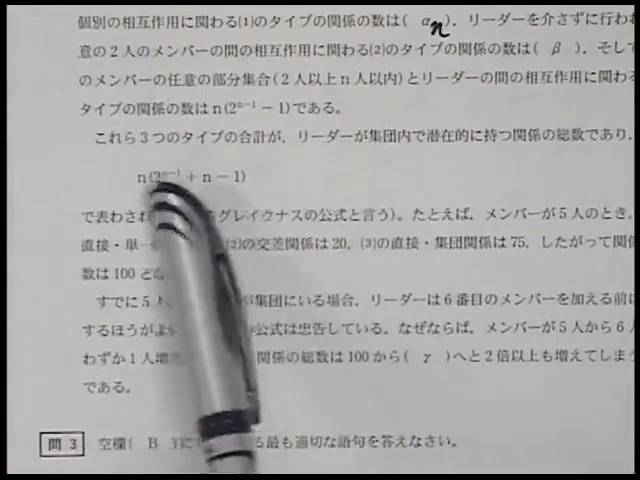 個別の相互作用に関わる(1)のタイプの関係の数は( α n ), リーダーを介さずに行わ
意の2人のメンバーの間の相互作用に関わる(2)のタイプの関係の数は( β ), そして
のメンバーの任意の部分集合(2人以上n人以内)とリーダーの間の相互作用に関わる
タイプの関係の数はn(2ⁿ⁻¹－1)である。
これら3つのタイプの合計が, リーダーが集団内で潜在的に持つ関係の総数であり,
n(2ⁿ⁻¹＋n－1)
で表わされ グレイクナスの公式と言う)。たとえば, メンバーが5人のとき,
直接・単一 (2)の交差関係は20, (3)の直接・集団関係は75, したがって関係
数は100と
すでに5人 が集団にいる場合, リーダーは6番目のメンバーを加える前に
するほうがよ 公式は忠告している。なぜならば, メンバーが5人から6人
わずか1人増 関係の総数は100から( γ )へと2倍以上も増えてしまう
である。
問3 空欄( B )に る最も適切な語句を答えなさい。